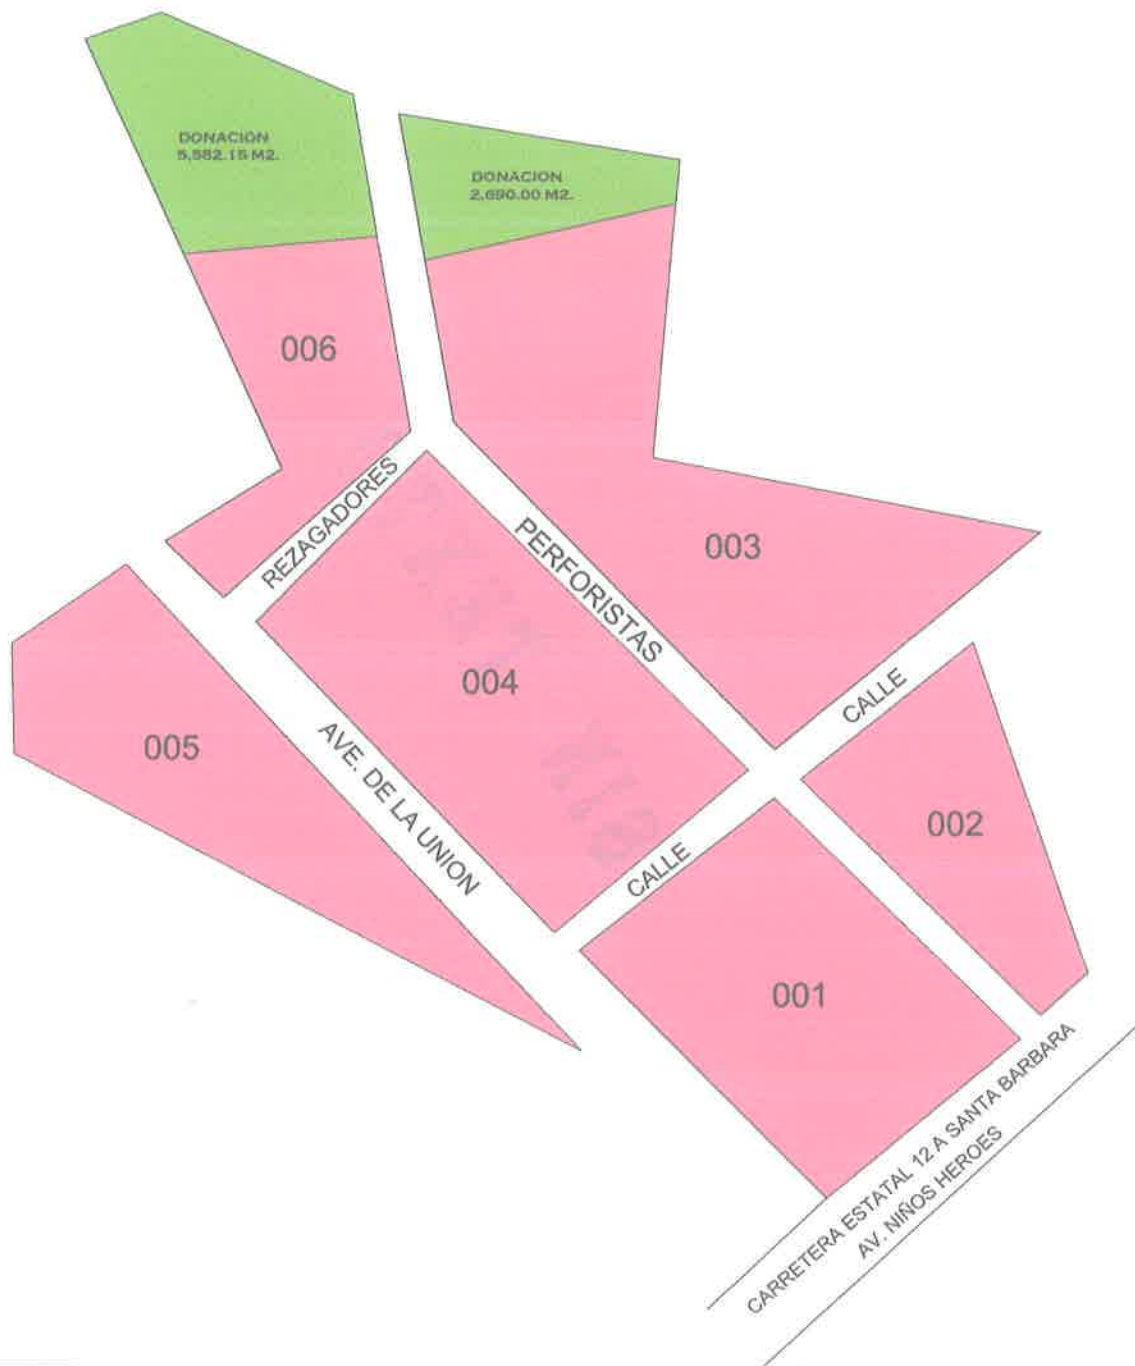 DONACION
5,582.15 M2.
DONACION
2,690.00 M2.
006
REZAGADORES
PERFORISTAS
003
004
CALLE
005
AVE. DE LA UNION
002
CALLE
001
CARRETERA ESTATAL 12 A SANTA BARBARA
AV. NIÑOS HEROES